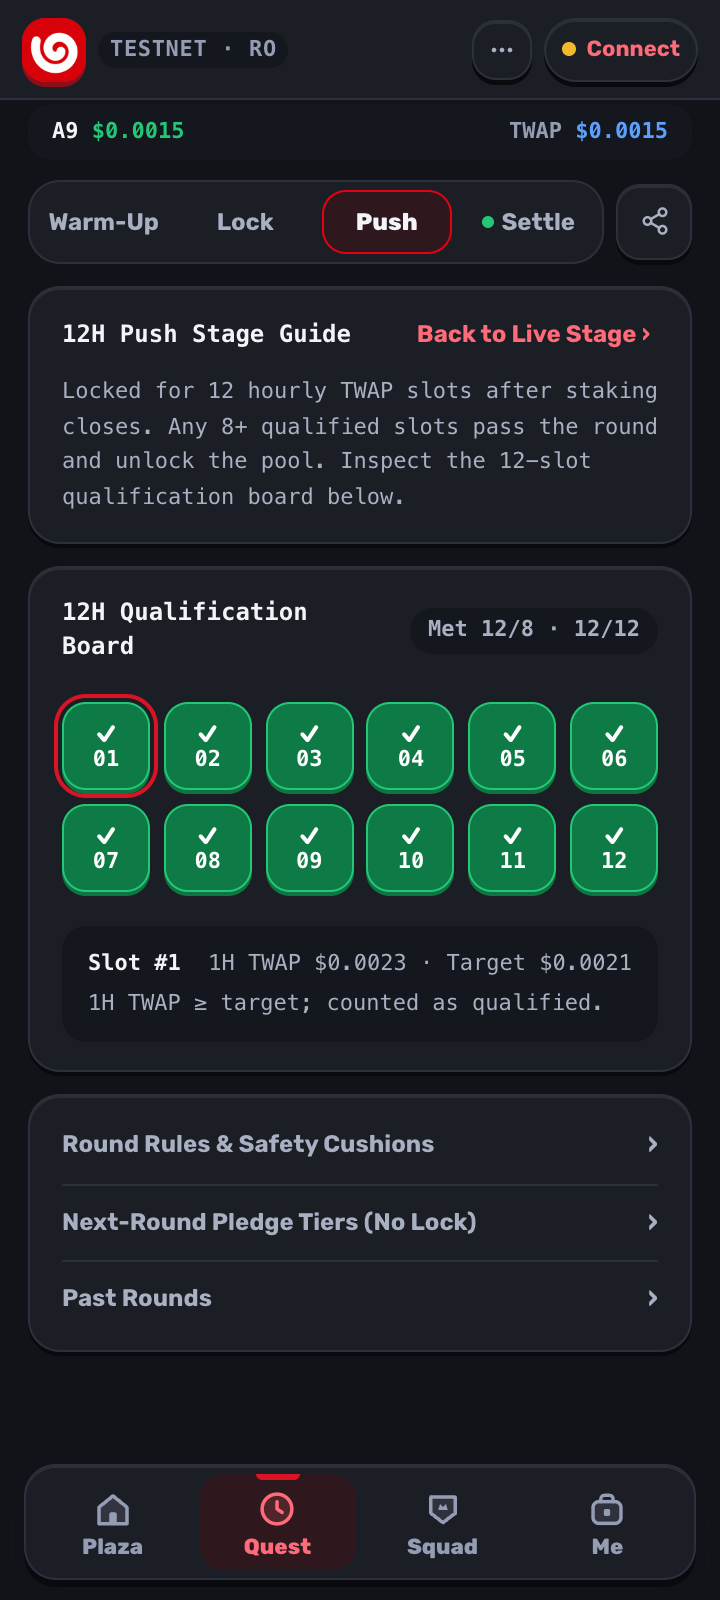 TESTNET · RO
Connect
A9 $0.0015
TWAP $0.0015
Warm-Up
Lock
Push
Settle
12H Push Stage Guide
Back to Live Stage ›
Locked for 12 hourly TWAP slots after staking
closes. Any 8+ qualified slots pass the round
and unlock the pool. Inspect the 12-slot
qualification board below.
12H Qualification
Board
Met 12/8 · 12/12
01 02 03 04 05 06
07 08 09 10 11 12
Slot #1 1H TWAP $0.0023 · Target $0.0021
1H TWAP ≥ target; counted as qualified.
Round Rules & Safety Cushions
Next-Round Pledge Tiers (No Lock)
Past Rounds
Plaza
Quest
Squad
Me